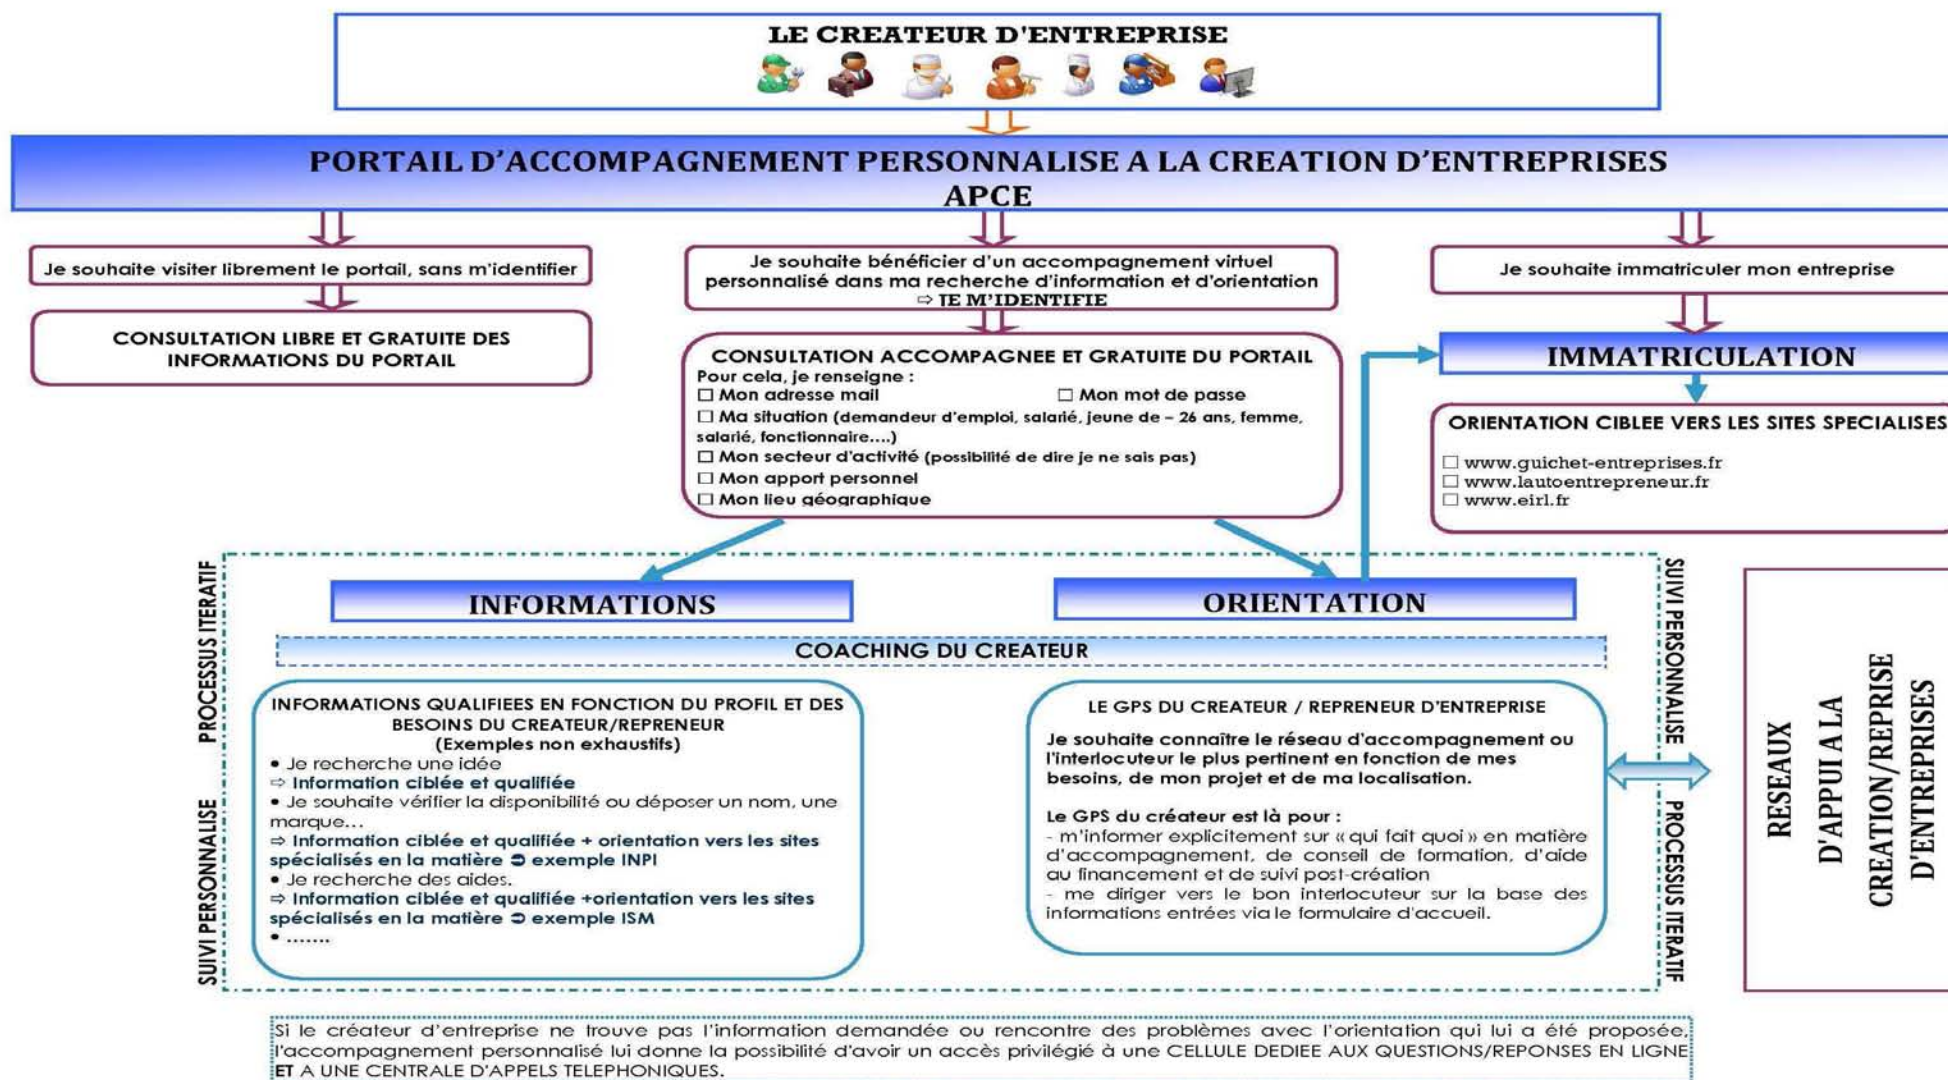 LE CREATEUR D'ENTREPRISE
PORTAIL D'ACCOMPAGNEMENT PERSONNALISE A LA CREATION D'ENTREPRISES
APCE
Je souhaite visiter librement le portail, sans m'identifier
CONSULTATION LIBRE ET GRATUITE DES
INFORMATIONS DU PORTAIL
Je souhaite bénéficier d'un accompagnement virtuel
personnalisé dans ma recherche d'information et d'orientation
⇨ JE M'IDENTIFIE
CONSULTATION ACCOMPAGNEE ET GRATUITE DU PORTAIL
Pour cela, je renseigne :
☐ Mon adresse mail ☐ Mon mot de passe
☐ Ma situation (demandeur d'emploi, salarié, jeune de – 26 ans, femme,
salarié, fonctionnaire....)
☐ Mon secteur d'activité (possibilité de dire je ne sais pas)
☐ Mon apport personnel
☐ Mon lieu géographique
Je souhaite immatriculer mon entreprise
IMMATRICULATION
ORIENTATION CIBLEE VERS LES SITES SPECIALISES
☐ www.guichet-entreprises.fr
☐ www.lautoentrepreneur.fr
☐ www.eirl.fr
PROCESSUS ITERATIF
SUIVI PERSONNALISE
INFORMATIONS
ORIENTATION
COACHING DU CREATEUR
INFORMATIONS QUALIFIEES EN FONCTION DU PROFIL ET DES
BESOINS DU CREATEUR/REPRENEUR
(Exemples non exhaustifs)
• Je recherche une idée
⇨ Information ciblée et qualifiée
• Je souhaite vérifier la disponibilité ou déposer un nom, une
marque...
⇨ Information ciblée et qualifiée + orientation vers les sites
spécialisés en la matière ➲ exemple INPI
• Je recherche des aides.
⇨ Information ciblée et qualifiée +orientation vers les sites
spécialisés en la matière ➲ exemple ISM
• .......
LE GPS DU CREATEUR / REPRENEUR D'ENTREPRISE
Je souhaite connaître le réseau d'accompagnement ou
l'interlocuteur le plus pertinent en fonction de mes
besoins, de mon projet et de ma localisation.
Le GPS du créateur est là pour :
- m'informer explicitement sur « qui fait quoi » en matière
d'accompagnement, de conseil de formation, d'aide
au financement et de suivi post-création
- me diriger vers le bon interlocuteur sur la base des
informations entrées via le formulaire d'accueil.
SUIVI PERSONNALISE
PROCESSUS ITERATIF
RESEAUX
D'APPUI A LA
CREATION/REPRISE
D'ENTREPRISES
Si le créateur d'entreprise ne trouve pas l'information demandée ou rencontre des problèmes avec l'orientation qui lui a été proposée,
l'accompagnement personnalisé lui donne la possibilité d'avoir un accès privilégié à une CELLULE DEDIEE AUX QUESTIONS/REPONSES EN LIGNE
ET A UNE CENTRALE D'APPELS TELEPHONIQUES.